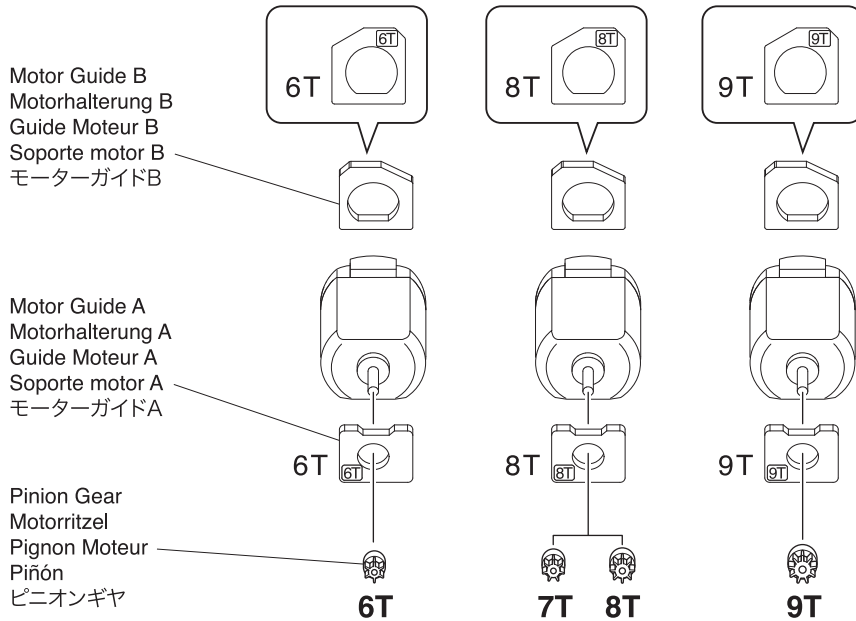 6T
6T
8T
8T
9T
9T
Motor Guide B
Motorhalterung B
Guide Moteur B
Soporte motor B
モーターガイドB
Motor Guide A
Motorhalterung A
Guide Moteur A
Soporte motor A
モーターガイドA
6T
6T
8T
8T
9T
9T
Pinion Gear
Motorritzel
Pignon Moteur
Piñón
ピニオンギヤ
6T
7T
8T
9T